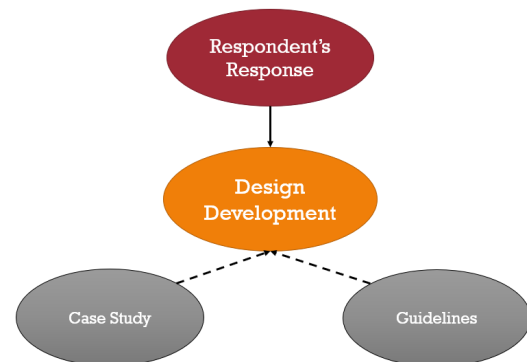 Respondent's
Response
Design
Development
Case Study
Guidelines